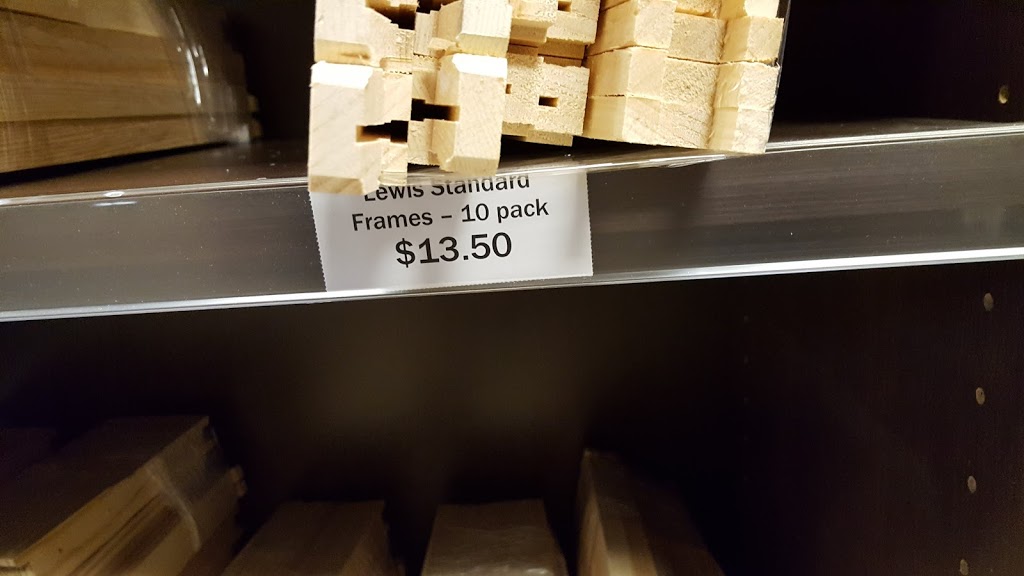 Lewis Standard
Frames – 10 pack
$13.50